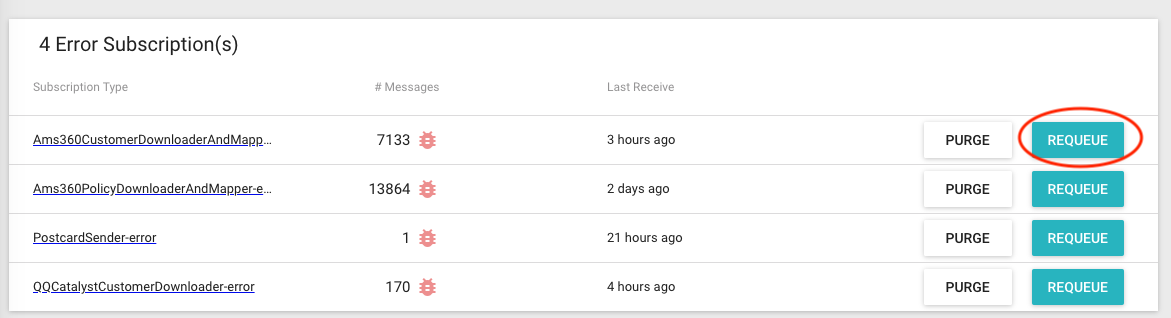 4 Error Subscription(s)
Subscription Type # Messages Last Receive
Ams360CustomerDownloaderAndMapp... 7133 3 hours ago PURGE REQUEUE
Ams360PolicyDownloaderAndMapper-e... 13864 2 days ago PURGE REQUEUE
PostcardSender-error 1 21 hours ago PURGE REQUEUE
QQCatalystCustomerDownloader-error 170 4 hours ago PURGE REQUEUE